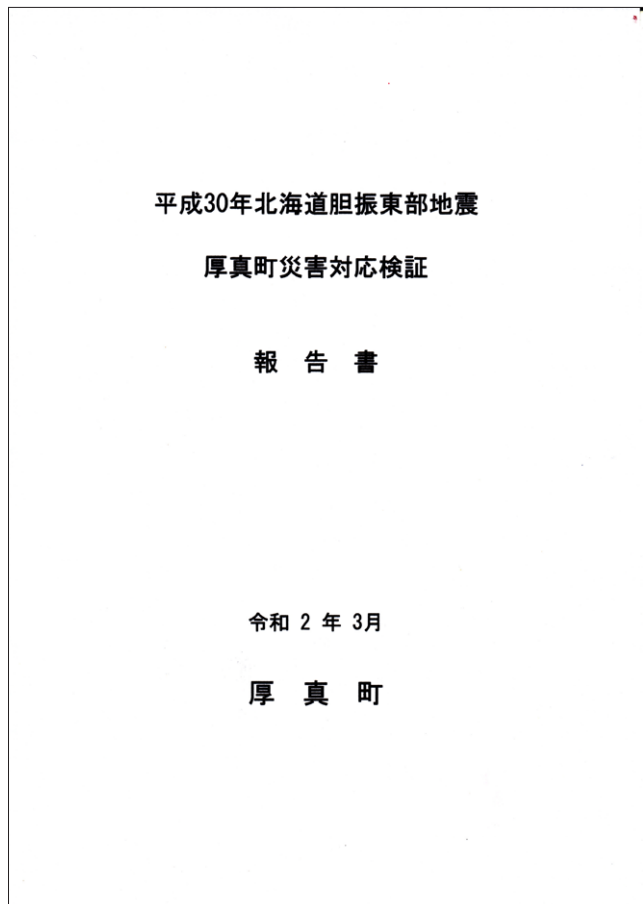 平成30年北海道胆振東部地震
厚真町災害対応検証
報 告 書
令和 2 年 3月
厚 真 町